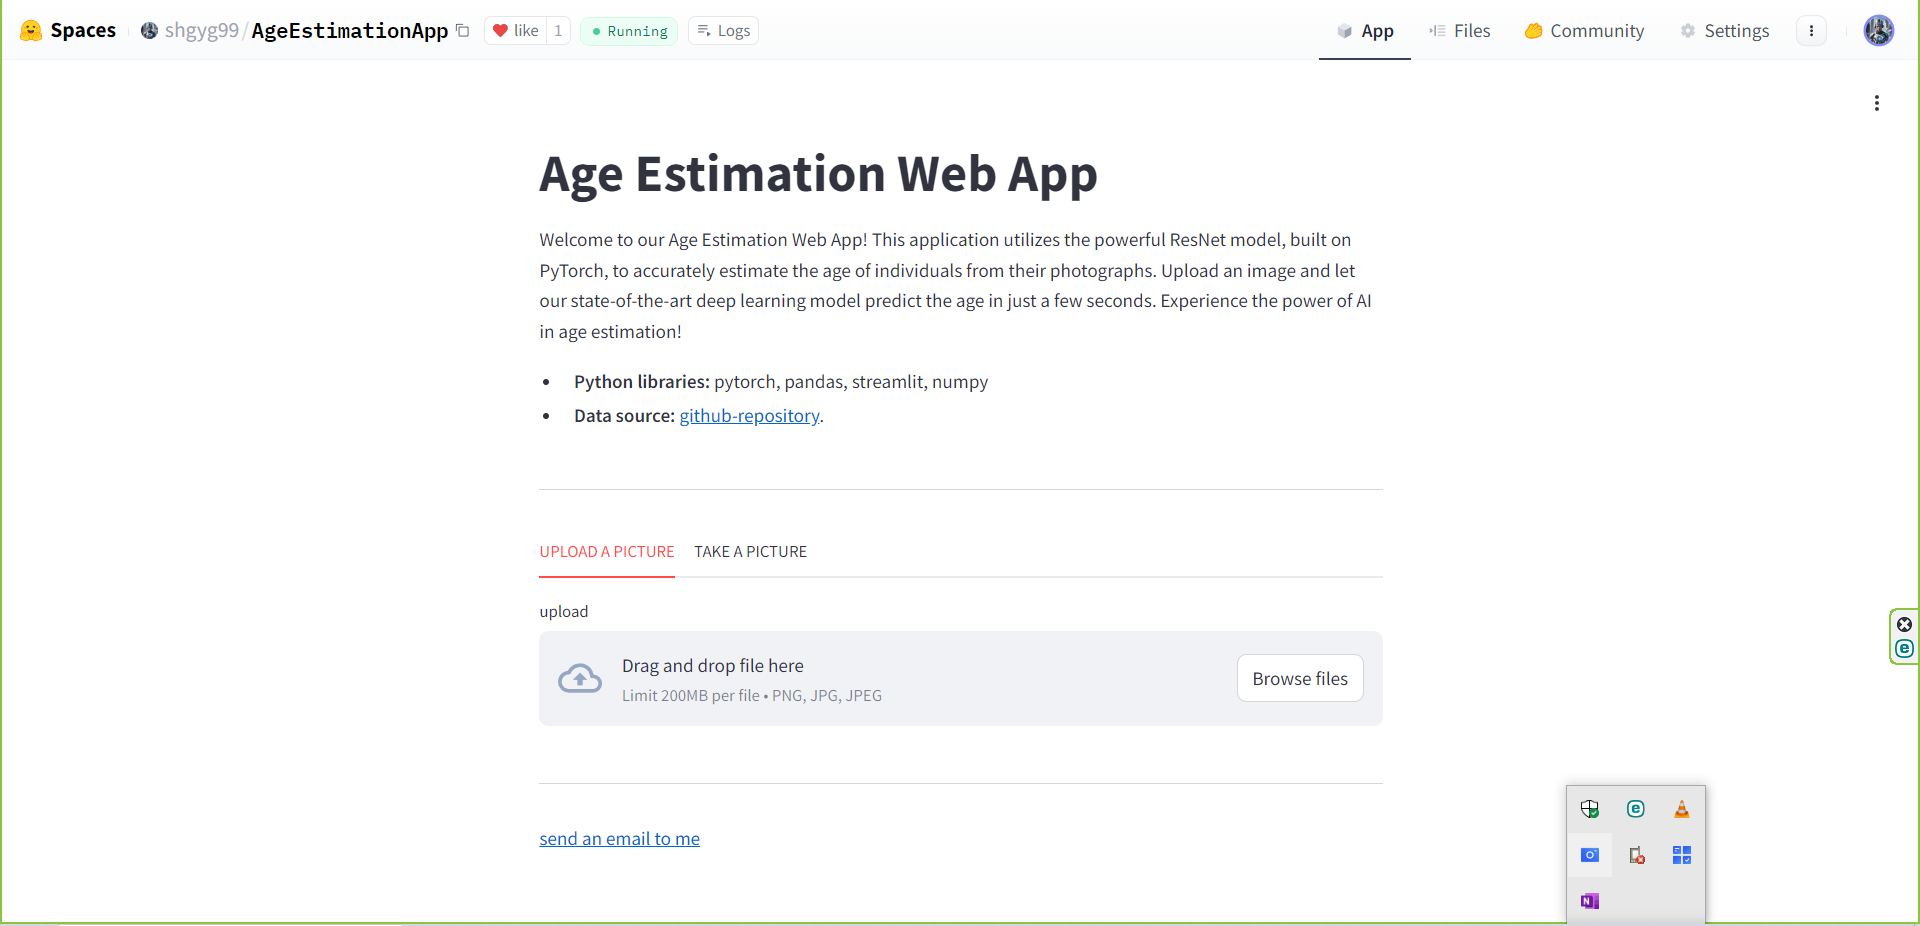 Spaces shgyg99/AgeEstimationApp like 1 Running Logs App Files Community Settings
Age Estimation Web App
Welcome to our Age Estimation Web App! This application utilizes the powerful ResNet model, built on
PyTorch, to accurately estimate the age of individuals from their photographs. Upload an image and let
our state-of-the-art deep learning model predict the age in just a few seconds. Experience the power of AI
in age estimation!
• Python libraries: pytorch, pandas, streamlit, numpy
• Data source: github-repository.
UPLOAD A PICTURE TAKE A PICTURE
upload
Drag and drop file here
Limit 200MB per file • PNG, JPG, JPEG
Browse files
send an email to me